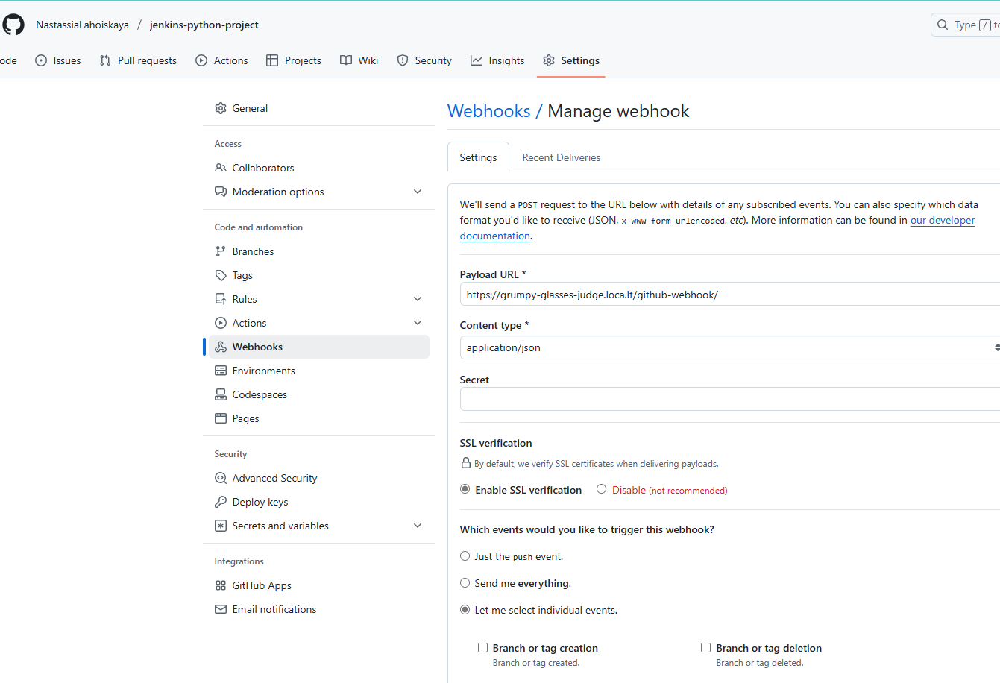 NastassiaLahoiskaya / jenkins-python-project
Type / to
ode Issues Pull requests Actions Projects Wiki Security Insights Settings
General
Access
Collaborators
Moderation options
Code and automation
Branches
Tags
Rules
Actions
Webhooks
Environments
Codespaces
Pages
Security
Advanced Security
Deploy keys
Secrets and variables
Integrations
GitHub Apps
Email notifications
Webhooks / Manage webhook
Settings Recent Deliveries
We'll send a POST request to the URL below with details of any subscribed events. You can also specify which data
format you'd like to receive (JSON, x-www-form-urlencoded, etc). More information can be found in our developer
documentation.
Payload URL *
https://grumpy-glasses-judge.loca.lt/github-webhook/
Content type *
application/json
Secret
SSL verification
By default, we verify SSL certificates when delivering payloads.
Enable SSL verification Disable (not recommended)
Which events would you like to trigger this webhook?
Just the push event.
Send me everything.
Let me select individual events.
Branch or tag creation Branch or tag deletion
Branch or tag created. Branch or tag deleted.